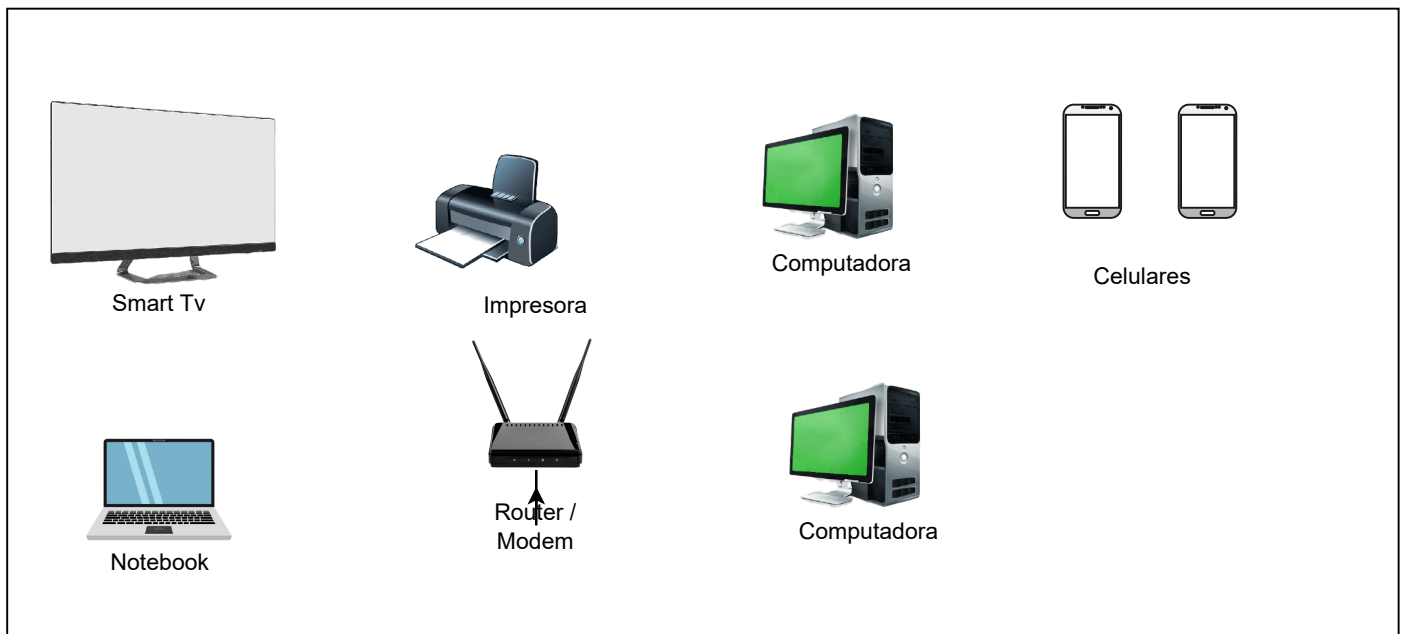 Smart Tv
Impresora
Computadora
Celulares
Notebook
Router /
Modem
Computadora